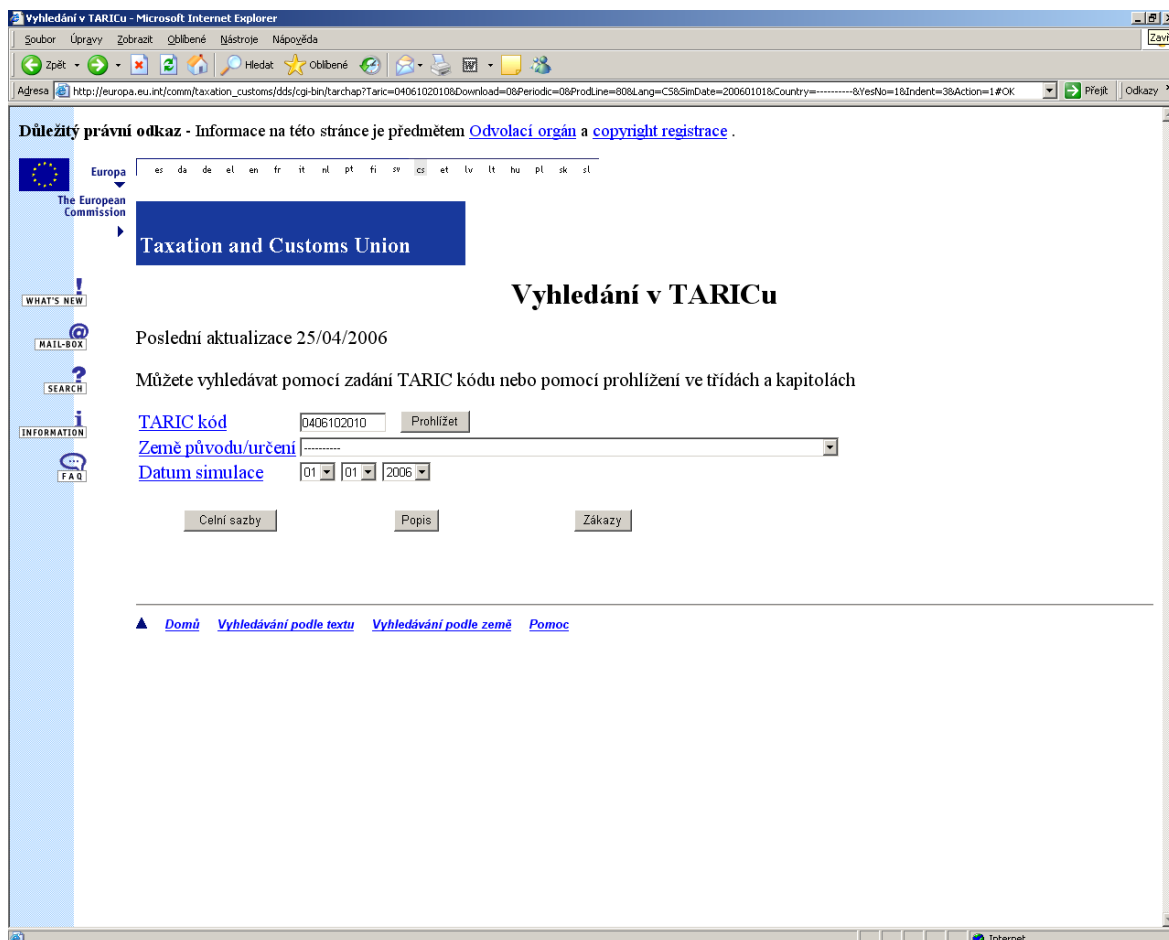 Vyhledání v TARICu - Microsoft Internet Explorer
Soubor Úpravy Zobrazit Oblíbené Nástroje Nápověda
Zavř
Zpět Hledat Oblíbené
Adresa http://europa.eu.int/comm/taxation_customs/dds/cgi-bin/tarchap?Taric=0406102010&Download=0&Periodic=0&ProdLine=80&Lang=CS&SimDate=20060101&Country=----------&YesNo=1&Indent=3&Action=1#OK Přejít Odkazy
Důležitý právní odkaz - Informace na této stránce je předmětem Odvolací orgán a copyright registrace .
Europa es da de el en fr it nl pt fi sv cs et lv lt hu pl sk sl
The European
Commission
Taxation and Customs Union
WHAT'S NEW
Vyhledání v TARICu
MAIL-BOX
Poslední aktualizace 25/04/2006
SEARCH
Můžete vyhledávat pomocí zadání TARIC kódu nebo pomocí prohlížení ve třídách a kapitolách
INFORMATION
TARIC kód 0406102010 Prohlížet
Země původu/určení ----------
FAQ
Datum simulace 01 01 2006
Celní sazby Popis Zákazy
Domů Vyhledávání podle textu Vyhledávání podle země Pomoc
Internet